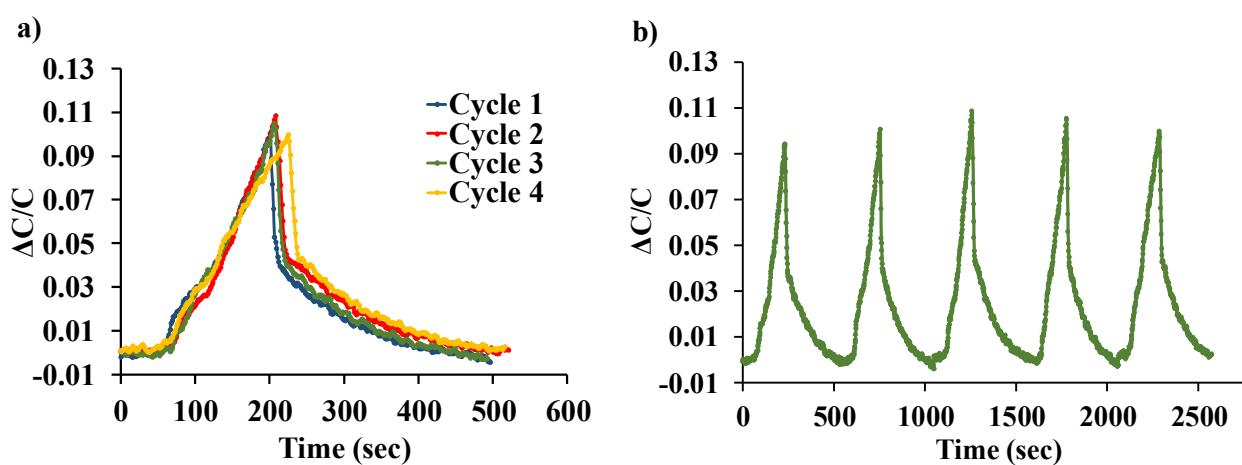 a)
0.13
0.11
0.09
0.07
0.05
0.03
0.01
-0.01
ΔC/C
Cycle 1
Cycle 2
Cycle 3
Cycle 4
0 100 200 300 400 500 600
Time (sec)
b)
0.13
0.11
0.09
0.07
0.05
0.03
0.01
-0.01
ΔC/C
0 500 1000 1500 2000 2500
Time (sec)